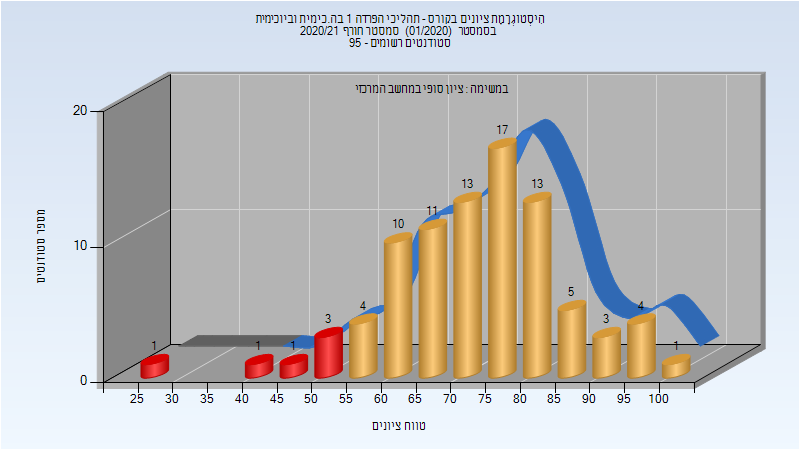 היסטוגרמת ציונים בקורס - תהליכי הפרדה 1 בה.כימית וביוכימית
בסמסטר (01/2020) סמסטר חורף 2020/21
סטודנטים רשומים - 95
במשימה : ציון סופי במחשב המרכזי
מספר סטודנטים
20
10
0
1
1
1
3
4
10
11
13
17
13
5
3
4
1
25 30 35 40 45 50 55 60 65 70 75 80 85 90 95 100
טווח ציונים